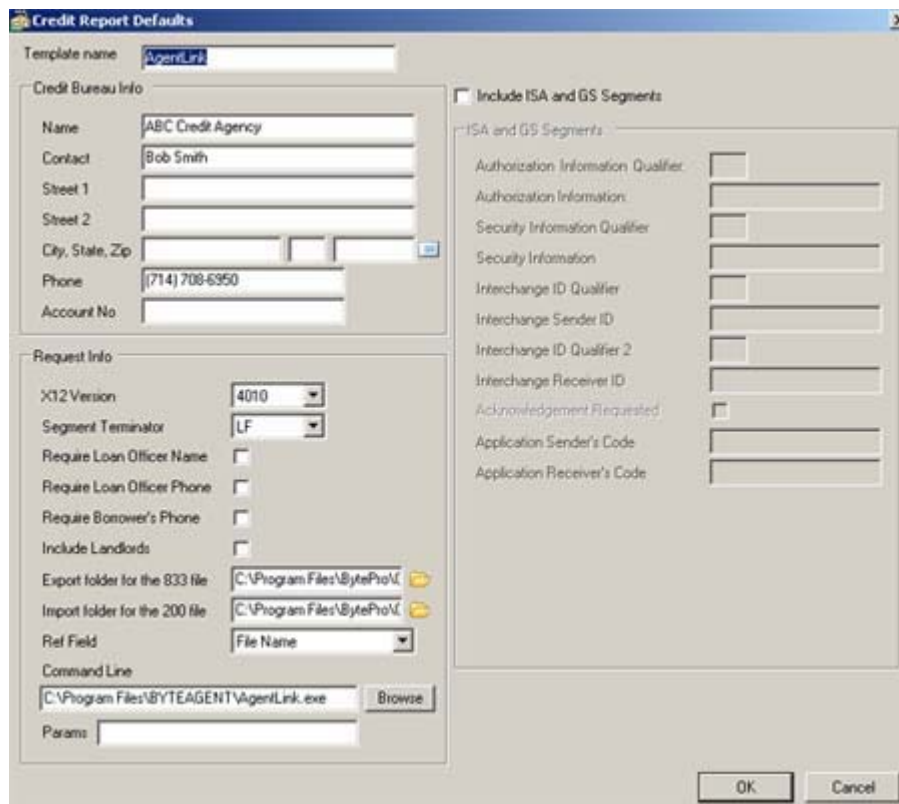 Credit Report Defaults
Template name AgentLink
Credit Bureau Info
Name ABC Credit Agency
Contact Bob Smith
Street 1
Street 2
City, State, Zip
Phone (714) 708-6950
Account No
Request Info
X12 Version 4010
Segment Terminator LF
Require Loan Officer Name
Require Loan Officer Phone
Require Borrower's Phone
Include Landlords
Export folder for the 833 file C:\Program Files\BytePro\
Import folder for the 200 file C:\Program Files\BytePro\
Ref Field File Name
Command Line
C:\Program Files\BYTEAGENT\AgentLink.exe Browse
Params
Include ISA and GS Segments
ISA and GS Segments
Authorization Information Qualifier
Authorization Information
Security Information Qualifier
Security Information
Interchange ID Qualifier
Interchange Sender ID
Interchange ID Qualifier 2
Interchange Receiver ID
Acknowledgement Requested
Application Sender's Code
Application Receiver's Code
OK Cancel